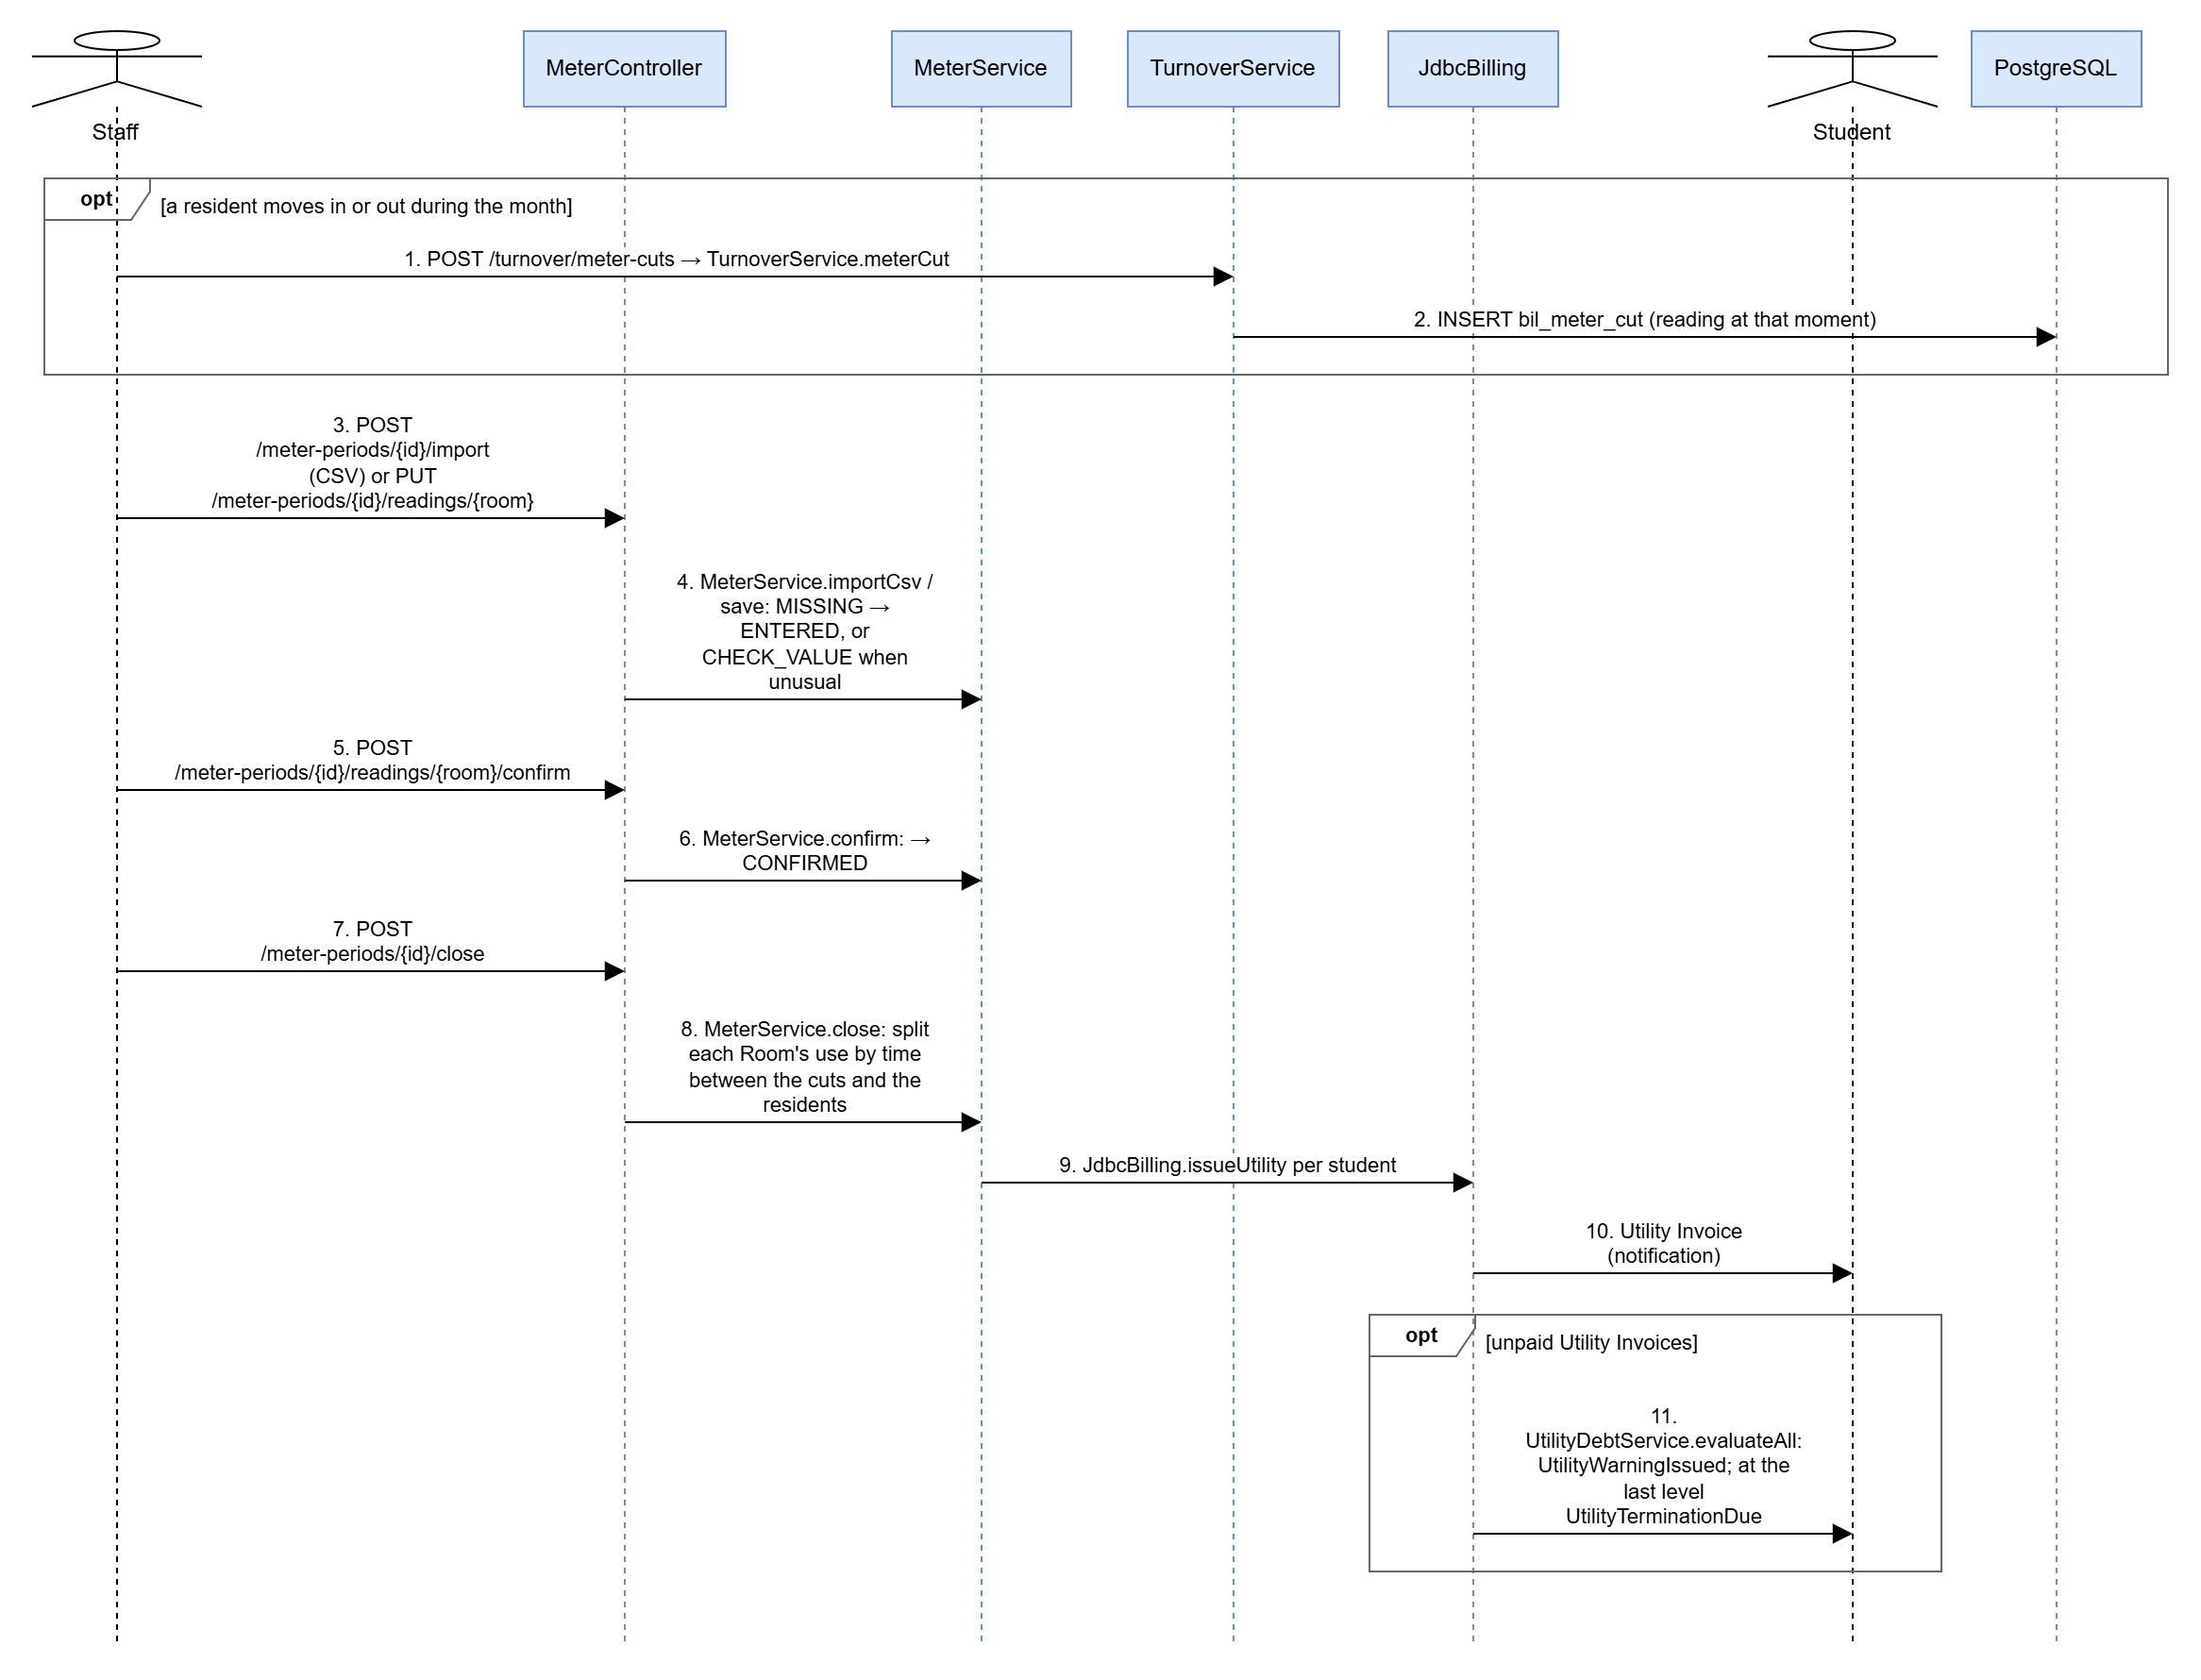 MeterController
MeterService
TurnoverService
JdbcBilling
PostgreSQL
Staff
Student
opt
[a resident moves in or out during the month]
1. POST /turnover/meter-cuts → TurnoverService.meterCut
2. INSERT bil_meter_cut (reading at that moment)
3. POST
/meter-periods/{id}/import
(CSV) or PUT
/meter-periods/{id}/readings/{room}
4. MeterService.importCsv /
save: MISSING →
ENTERED, or
CHECK_VALUE when
unusual
5. POST
/meter-periods/{id}/readings/{room}/confirm
6. MeterService.confirm: →
CONFIRMED
7. POST
/meter-periods/{id}/close
8. MeterService.close: split
each Room's use by time
between the cuts and the
residents
9. JdbcBilling.issueUtility per student
10. Utility Invoice
(notification)
opt
[unpaid Utility Invoices]
11.
UtilityDebtService.evaluateAll:
UtilityWarningIssued; at the
last level
UtilityTerminationDue